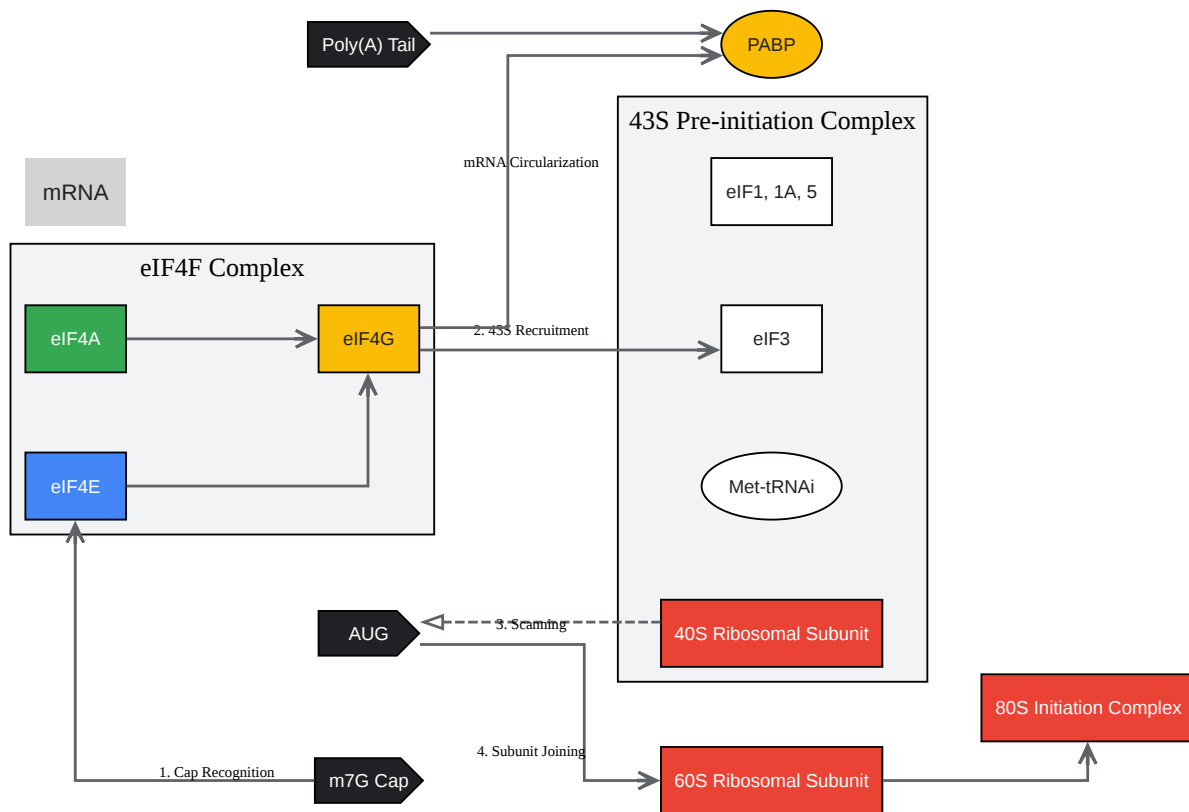 Poly(A) Tail
PABP
43S Pre-initiation Complex
mRNA Circularization
eIF1, 1A, 5
mRNA
eIF4F Complex
eIF4A
eIF4G
2. 43S Recruitment
eIF3
eIF4E
Met-tRNAi
AUG
3. Scanning
40S Ribosomal Subunit
80S Initiation Complex
4. Subunit Joining
1. Cap Recognition
m7G Cap
60S Ribosomal Subunit